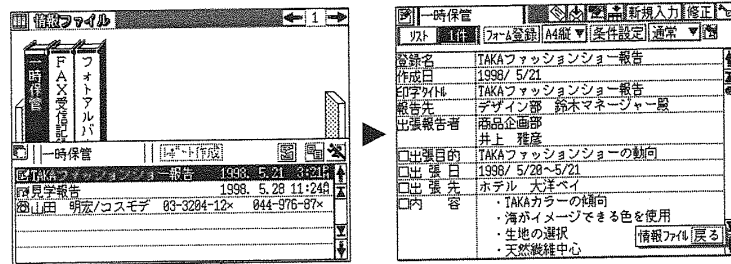 情報ファイル
1
一時保管
FAX受信記録
フォトアルバ
一時保管
レポート作成
TAKAファッションショー報告 1998. 5.21 3:21
見学報告 1998. 5.28 11:24
山田 明宏/コスモデ 03-3204-12× 044-976-87×
一時保管
新規入力 修正
リスト 1件 フォーム登録 A4縦▼ 条件設定 通常 ▼
登録名 TAKAファッションショー報告
作成日 1998/ 5/21
印字タイトル TAKAファッションショー報告
報告先 デザイン部 鈴木マネージャー殿
出張報告者 商品企画部
井上 雅彦
□出張目的 TAKAファッションショーの動向
□出 張 日 1998/ 5/20~5/21
□出 張 先 ホテル 大洋ベイ
□内 容 ・TAKAカラーの傾向
・海がイメージできる色を使用
・生地の選択
・天然繊維中心
情報ファイル 戻る